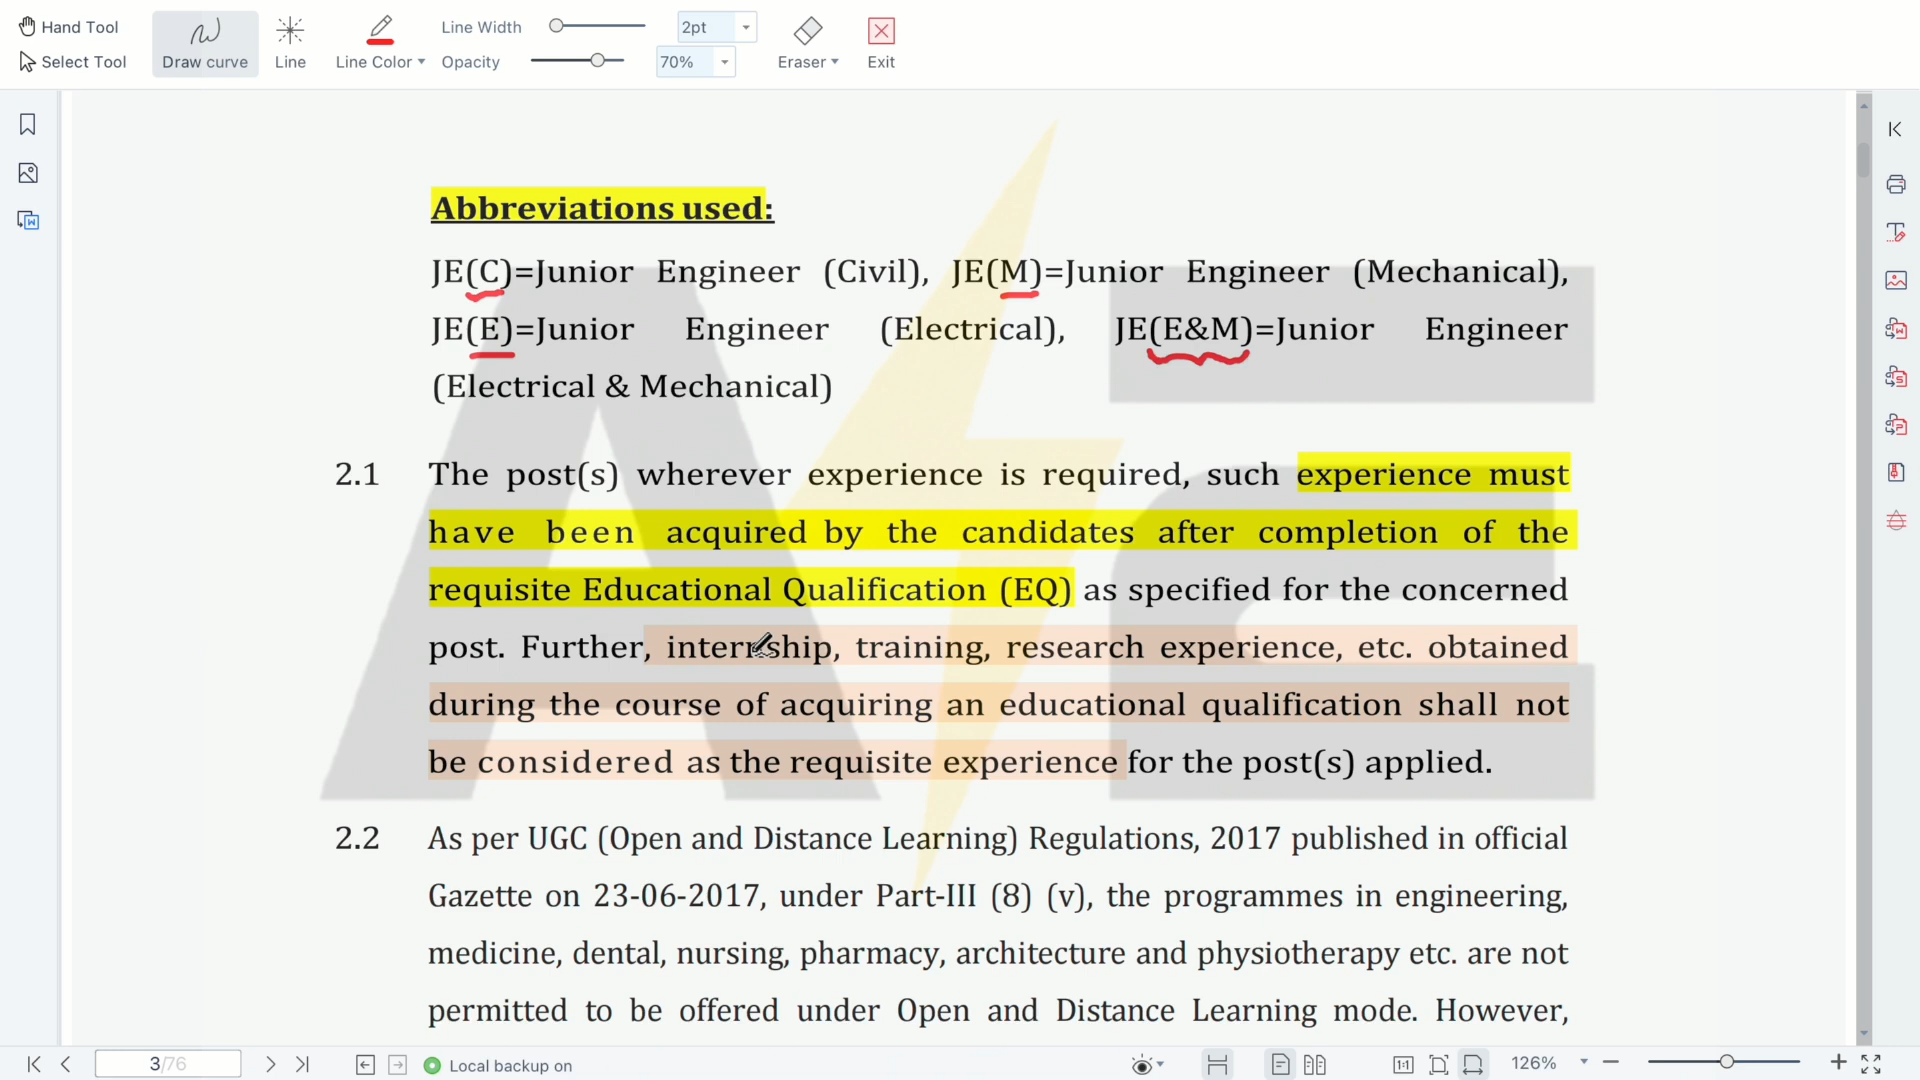 Hand Tool
Select Tool
Draw curve
Line
Line Color
Line Width
2pt
Opacity
70%
Eraser
Exit
Abbreviations used:
JE(C)=Junior Engineer (Civil), JE(M)=Junior Engineer (Mechanical),
JE(E)=Junior Engineer (Electrical), JE(E&M)=Junior Engineer
(Electrical & Mechanical)
2.1 The post(s) wherever experience is required, such experience must
have been acquired by the candidates after completion of the
requisite Educational Qualification (EQ) as specified for the concerned
post. Further, internship, training, research experience, etc. obtained
during the course of acquiring an educational qualification shall not
be considered as the requisite experience for the post(s) applied.
2.2 As per UGC (Open and Distance Learning) Regulations, 2017 published in official
Gazette on 23-06-2017, under Part-III (8) (v), the programmes in engineering,
medicine, dental, nursing, pharmacy, architecture and physiotherapy etc. are not
permitted to be offered under Open and Distance Learning mode. However,
3/76
Local backup on
1:1
126%